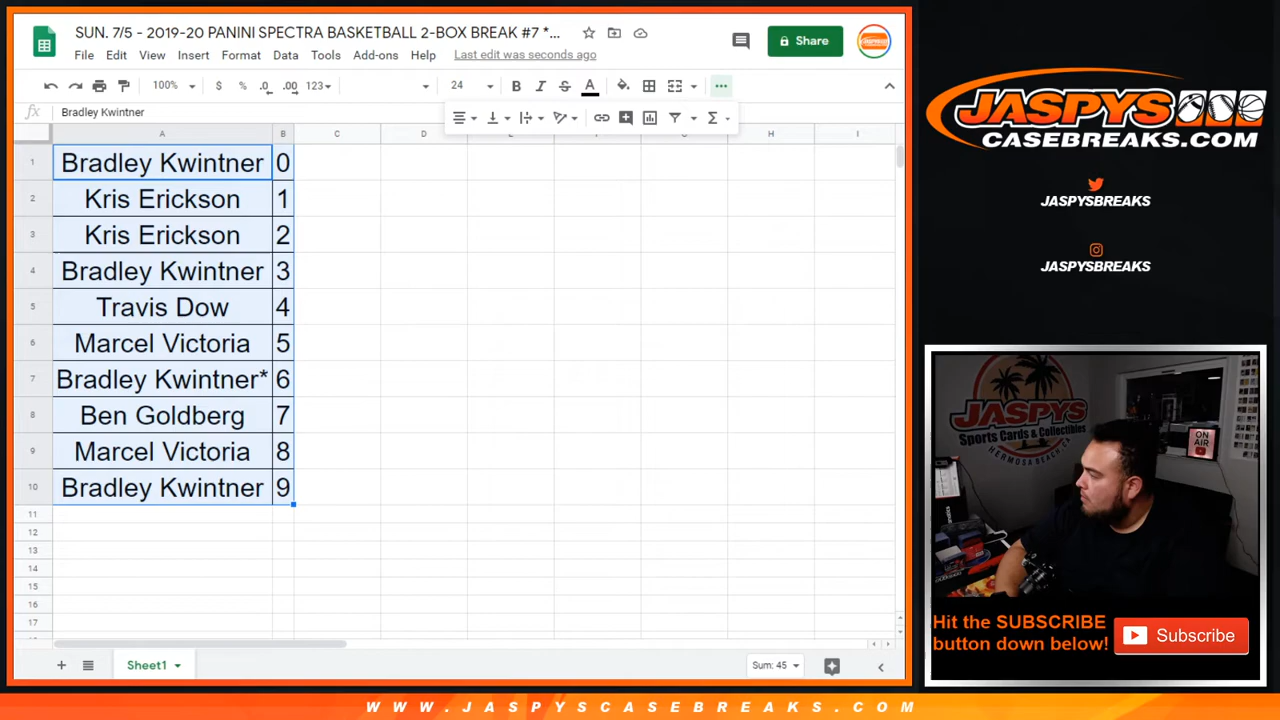 SUN. 7/5 - 2019-20 PANINI SPECTRA BASKETBALL 2-BOX BREAK #7 *...
File Edit View Insert Format Data Tools Add-ons Help Last edit was seconds ago
Share
100% $ % .0 .00 123 24 B I S A
fx Bradley Kwintner
A B C D H I
1 Bradley Kwintner 0
2 Kris Erickson 1
3 Kris Erickson 2
4 Bradley Kwintner 3
5 Travis Dow 4
6 Marcel Victoria 5
7 Bradley Kwintner* 6
8 Ben Goldberg 7
9 Marcel Victoria 8
10 Bradley Kwintner 9
11
12
13
14
15
16
17
Sheet1
Sum: 45
JASPYS
CASEBREAKS.COM
JASPYSBREAKS
JASPYSBREAKS
JASPYS
Sports Cards & Collectibles
HERMOSA BEACH, CA
ON AIR
Hit the SUBSCRIBE
button down below!
Subscribe
WWW.JASPYSCASEBREAKS.COM